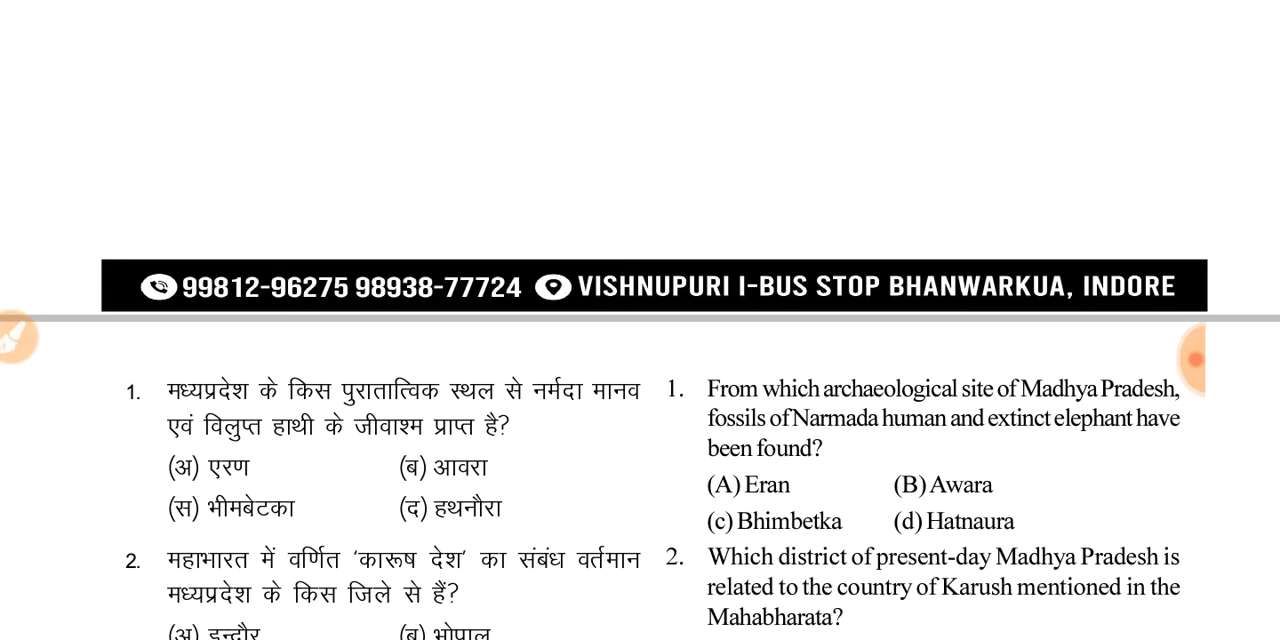 99812-96275 98938-77724 VISHNUPURI I-BUS STOP BHANWARKUA, INDORE
1. मध्यप्रदेश के किस पुरातात्विक स्थल से नर्मदा मानव
एवं विलुप्त हाथी के जीवाश्म प्राप्त है?
(अ) एरण (ब) आवरा
(स) भीमबेटका (द) हथनौरा
2. महाभारत में वर्णित ‘कारूष देश’ का संबंध वर्तमान
मध्यप्रदेश के किस जिले से हैं?
(अ) इन्दौर (ब) भोपाल
1. From which archaeological site of Madhya Pradesh,
fossils of Narmada human and extinct elephant have
been found?
(A) Eran (B) Awara
(c) Bhimbetka (d) Hatnaura
2. Which district of present-day Madhya Pradesh is
related to the country of Karush mentioned in the
Mahabharata?